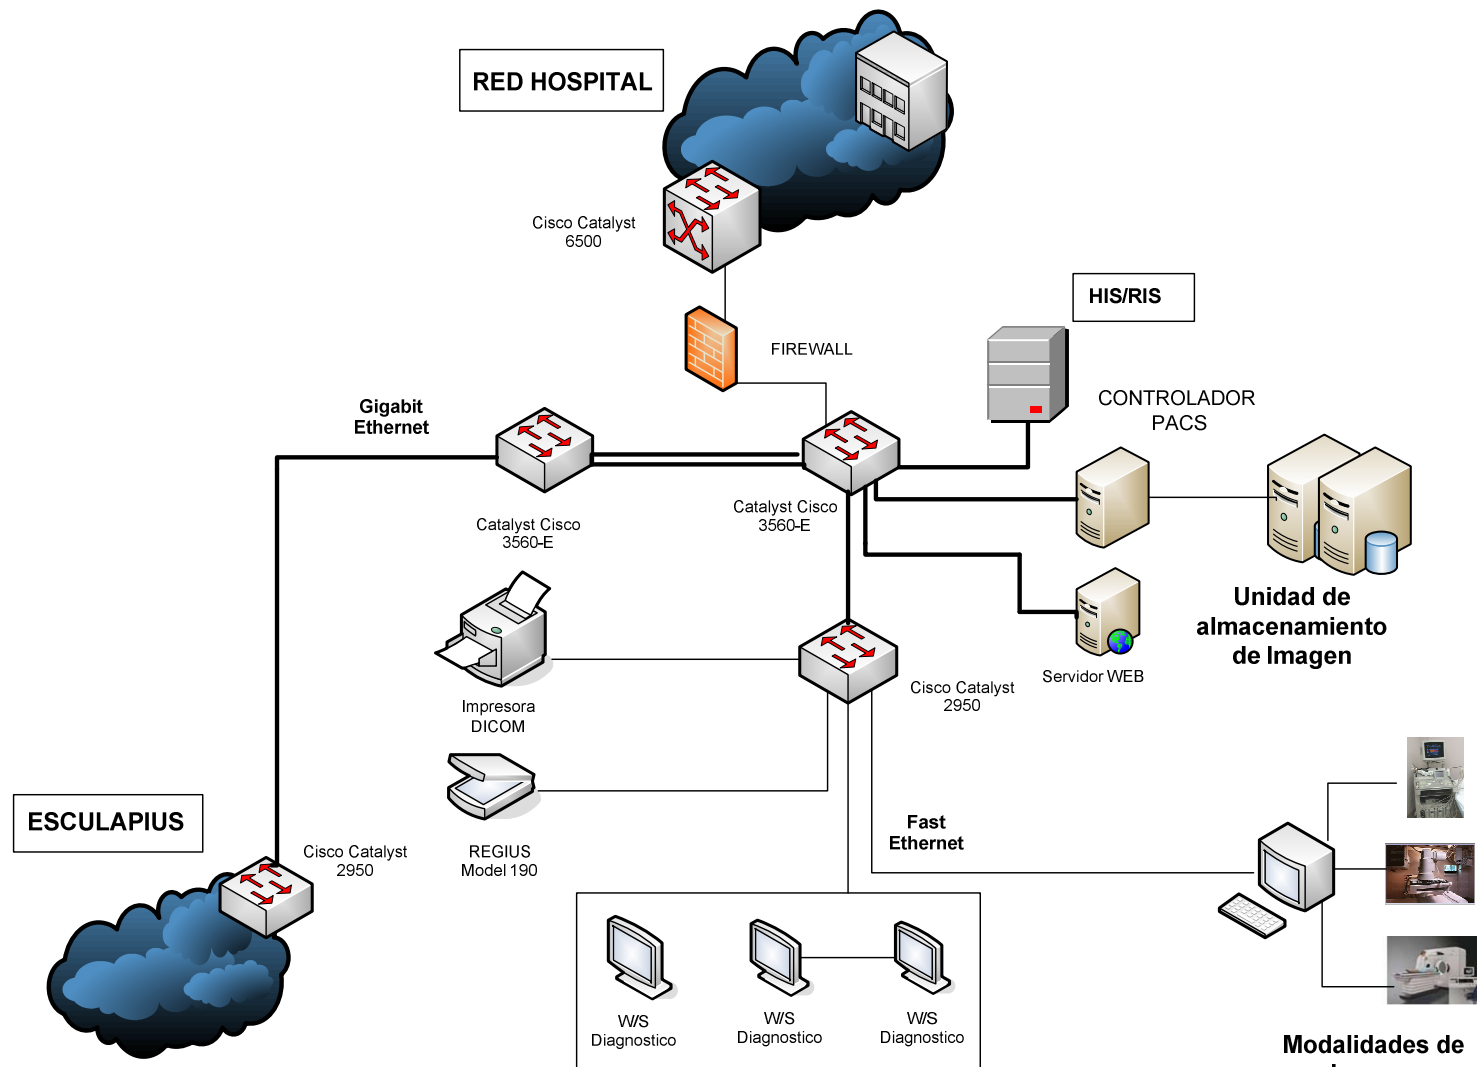 RED HOSPITAL
Cisco Catalyst
6500
HIS/RIS
FIREWALL
CONTROLADOR
PACS
Gigabit
Ethernet
Catalyst Cisco
3560-E
Catalyst Cisco
3560-E
Unidad de
almacenamiento
de Imagen
Servidor WEB
Cisco Catalyst
2950
Impresora
DICOM
ESCULAPIUS
Cisco Catalyst
2950
REGIUS
Model 190
Fast
Ethernet
W/S
Diagnostico
W/S
Diagnostico
W/S
Diagnostico
Modalidades de